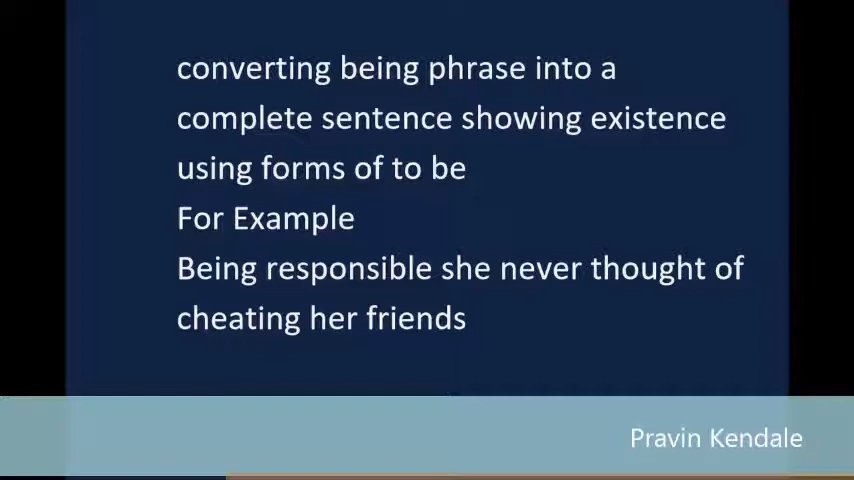 converting being phrase into a
complete sentence showing existence
using forms of to be
For Example
Being responsible she never thought of
cheating her friends
Pravin Kendale